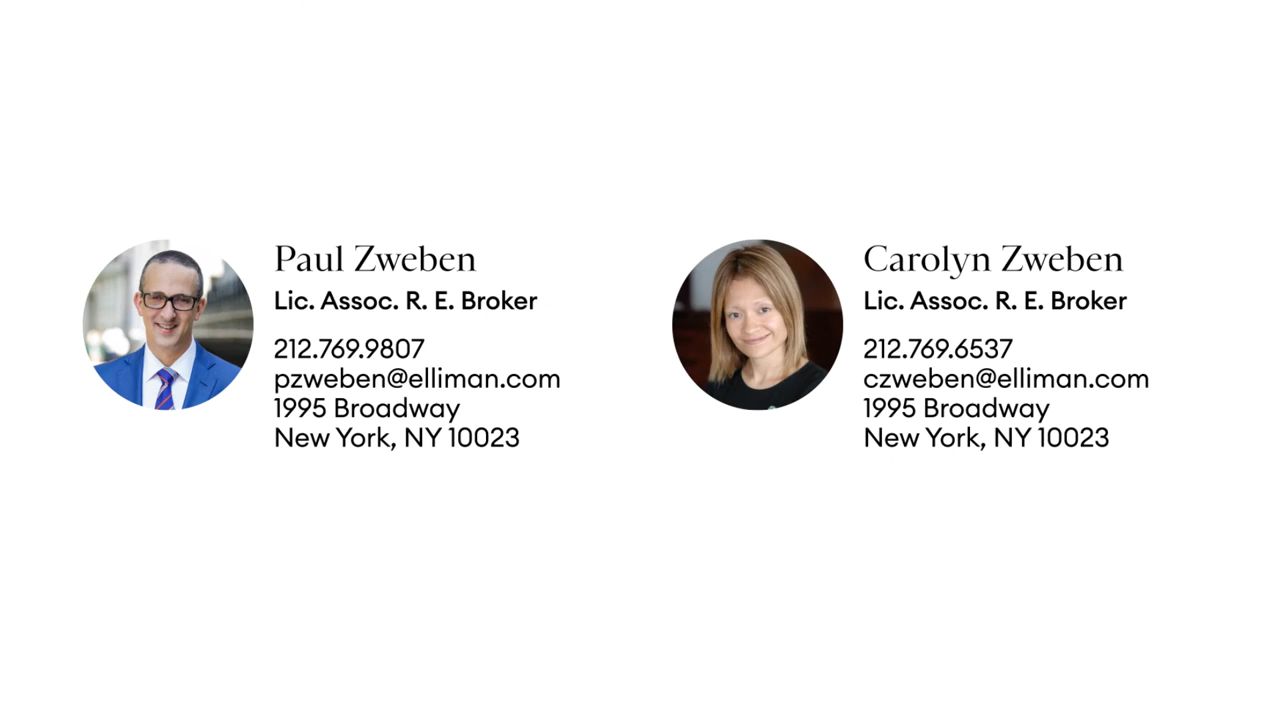 Paul Zweben
Lic. Assoc. R. E. Broker
212.769.9807
pzweben@elliman.com
1995 Broadway
New York, NY 10023
Carolyn Zweben
Lic. Assoc. R. E. Broker
212.769.6537
czweben@elliman.com
1995 Broadway
New York, NY 10023